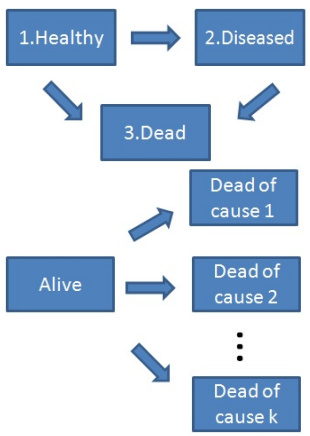 1.Healthy
2.Diseased
3.Dead
Dead of
cause 1
Alive
Dead of
cause 2
Dead of
cause k